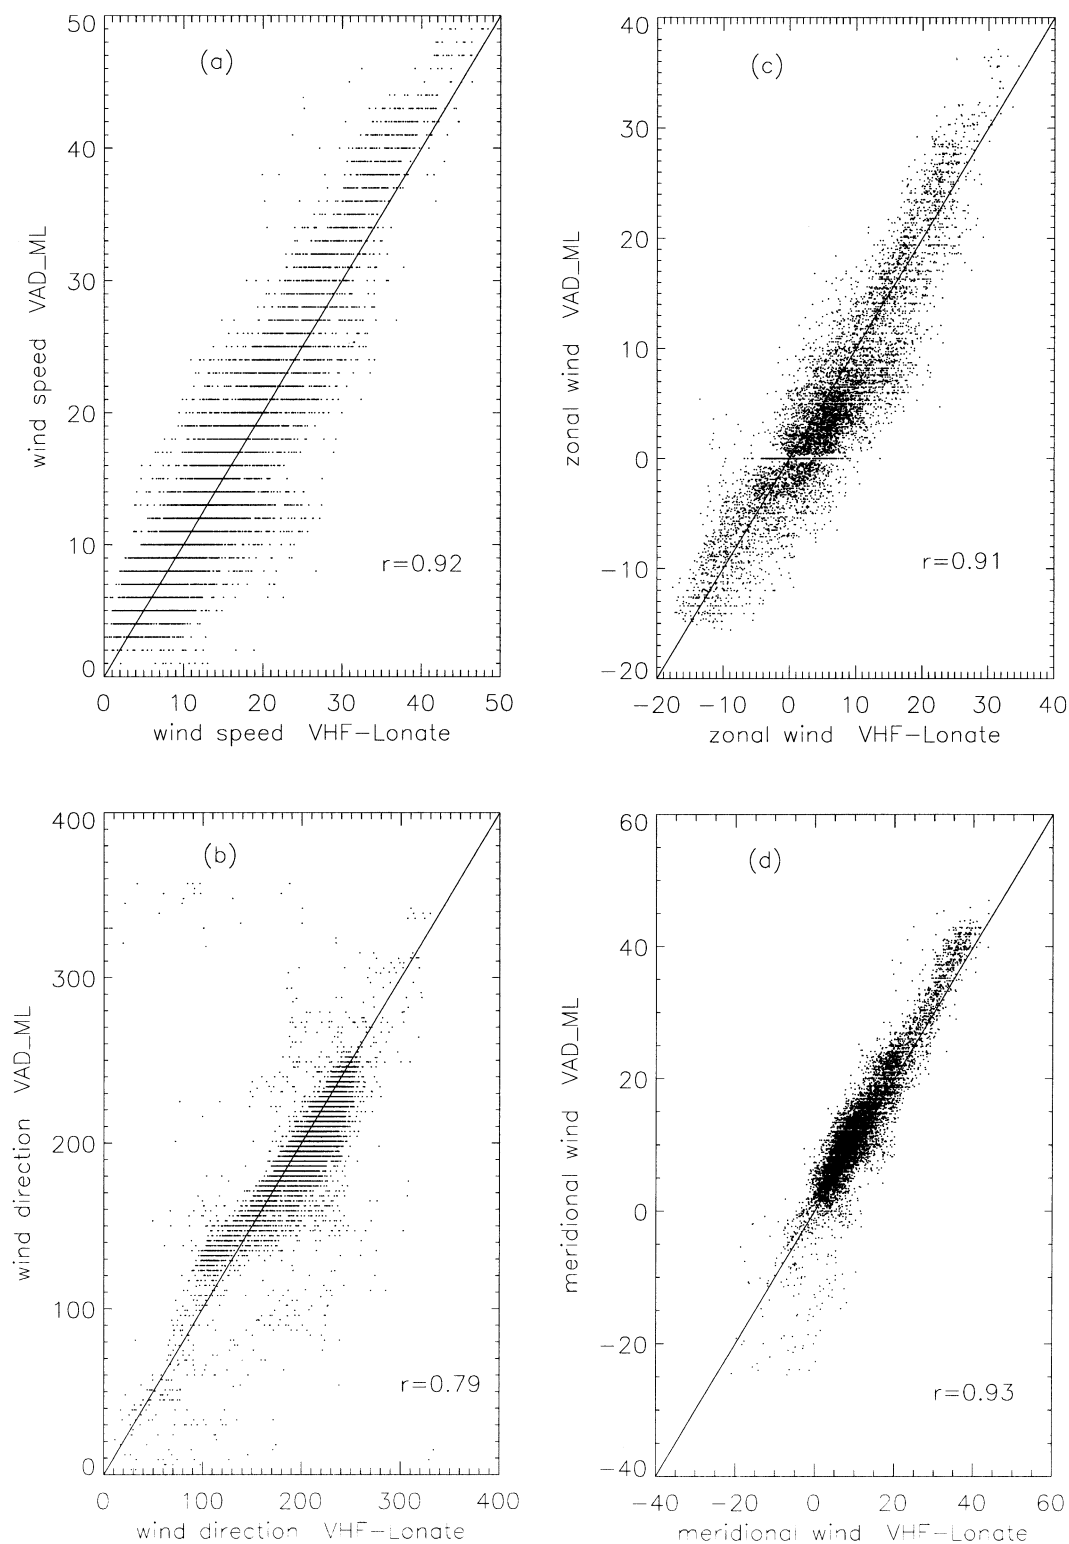 (a)
50
40
30
20
10
0
wind speed VAD_ML
r=0.92
0 10 20 30 40 50
wind speed VHF-Lonate
(c)
40
30
20
10
0
-10
-20
zonal wind VAD_ML
r=0.91
-20 -10 0 10 20 30 40
zonal wind VHF-Lonate
(b)
400
300
200
100
0
wind direction VAD_ML
r=0.79
0 100 200 300 400
wind direction VHF-Lonate
(d)
60
40
20
0
-20
-40
meridional wind VAD_ML
r=0.93
-40 -20 0 20 40 60
meridional wind VHF-Lonate